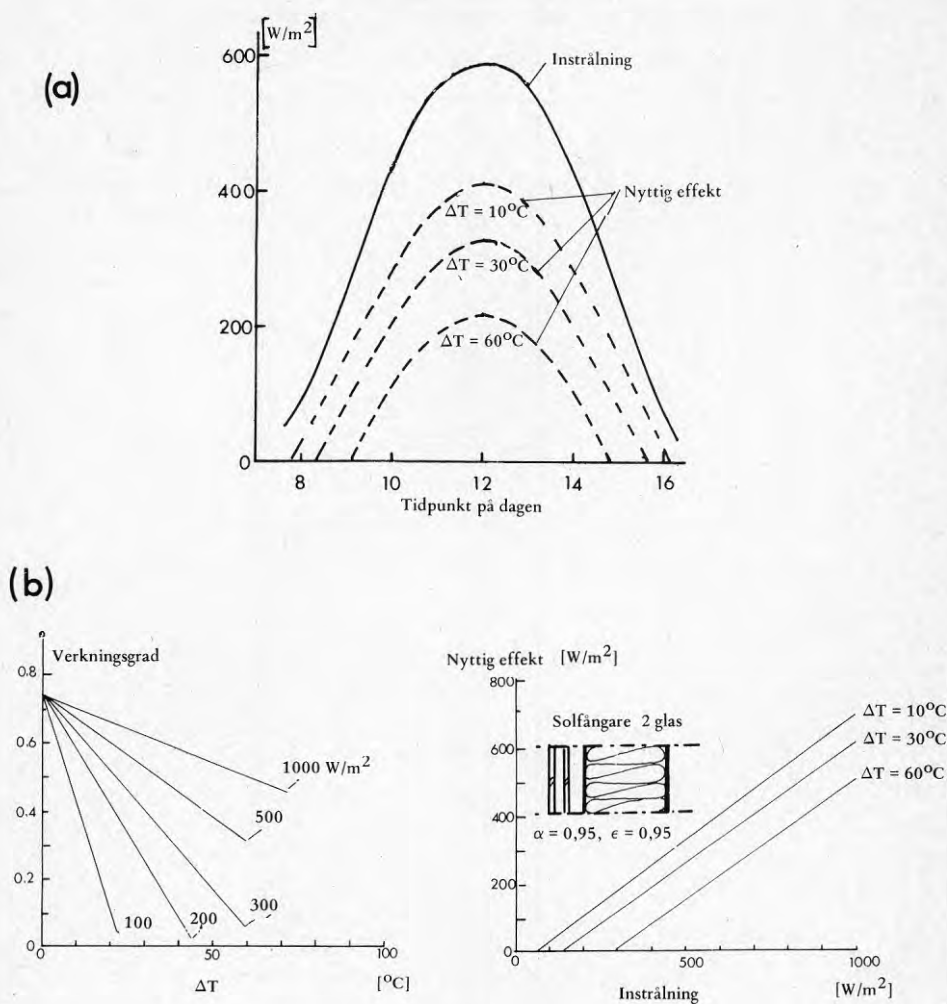 (a)
[W/m²]
600
400
200
0
Instrålning
Nyttig effekt
ΔT = 10°C
ΔT = 30°C
ΔT = 60°C
8 10 12 14 16
Tidpunkt på dagen
(b)
Verkningsgrad
0.8
0.6
0.4
0.2
0
1000 W/m²
500
300
200
100
0 50 100
ΔT [°C]
Nyttig effekt [W/m²]
800
600
400
200
0
Solfångare 2 glas
α = 0,95, ϵ = 0,95
ΔT = 10°C
ΔT = 30°C
ΔT = 60°C
0 500 1000
Instrålning [W/m²]